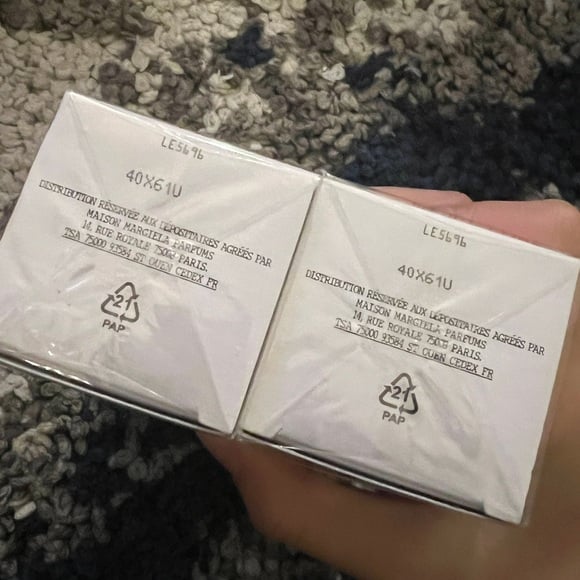 LE5696
40X61U
DISTRIBUTION RÉSERVÉE AUX DÉPOSITAIRES AGRÉÉS PAR
MAISON MARGIELA PARFUMS
14, RUE ROYALE 75008 PARIS.
TSA 75000 93584 ST OUEN CEDEX FR
21
PAP
LE5696
40X61U
DISTRIBUTION RÉSERVÉE AUX DÉPOSITAIRES AGRÉÉS PAR
MAISON MARGIELA PARFUMS
14, RUE ROYALE 75008 PARIS.
TSA 75000 93584 ST OUEN CEDEX FR
21
PAP